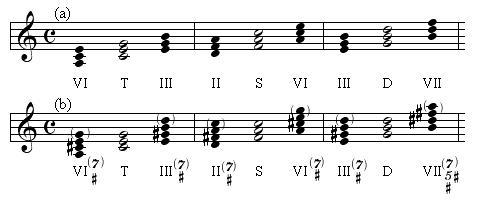 (a)
VI T III II S VI III D VII
(b)
VI(7)# T III(7)# II(7)# S VI(7)# III(7)# D VII(7)5##